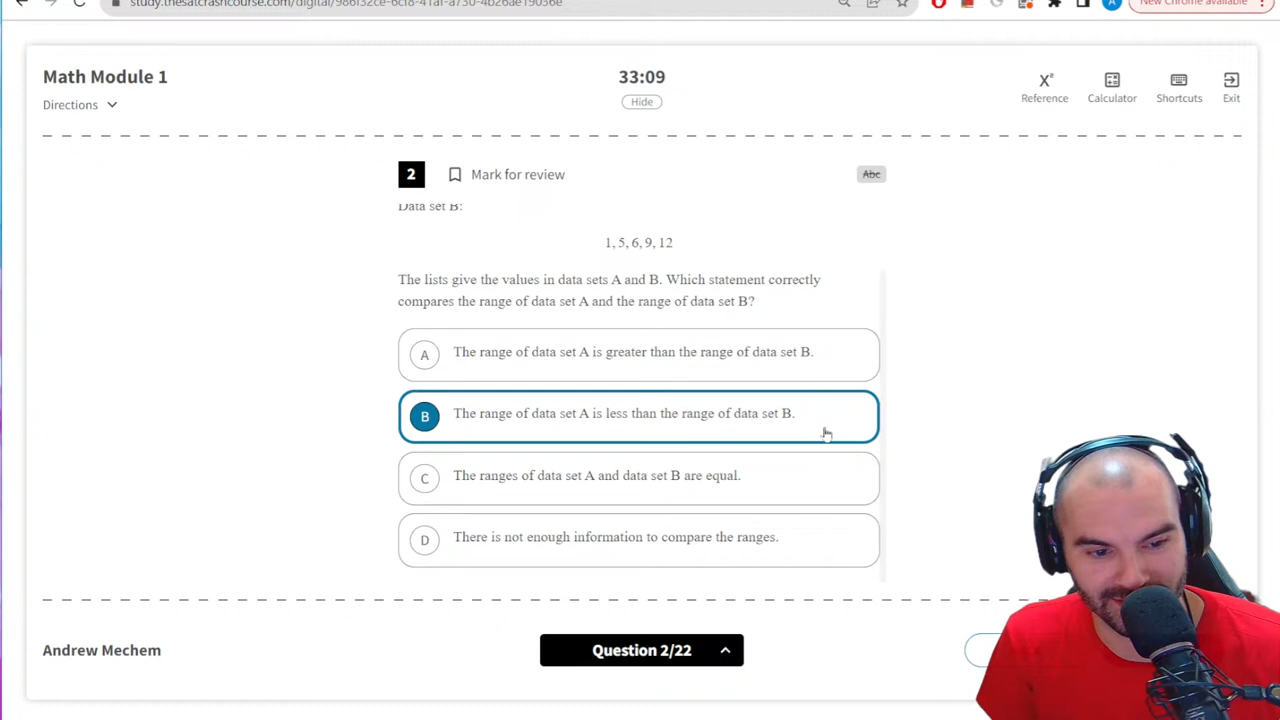 New Chrome available
Math Module 1
Directions
33:09
Hide
X²
Reference
Calculator
Shortcuts
Exit
2
Mark for review
Abc
Data set B:
1, 5, 6, 9, 12
The lists give the values in data sets A and B. Which statement correctly
compares the range of data set A and the range of data set B?
A
The range of data set A is greater than the range of data set B.
B
The range of data set A is less than the range of data set B.
C
The ranges of data set A and data set B are equal.
D
There is not enough information to compare the ranges.
Andrew Mechem
Question 2/22